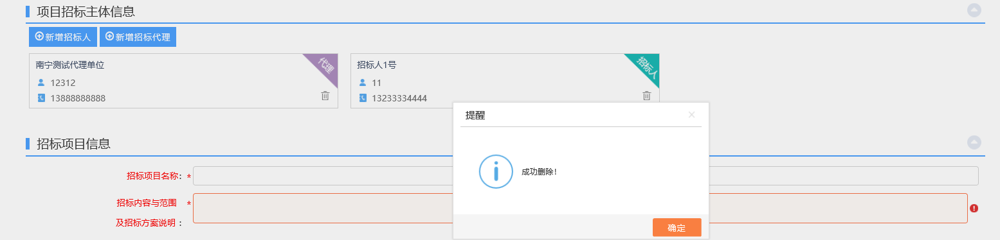 项目招标主体信息
新增招标人 新增招标代理
南宁测试代理单位 代理
12312
13888888888
招标人1号 招标人
11
13233334444
提醒
成功删除!
确定
招标项目信息
招标项目名称: *
招标内容与范围 *
及招标方案说明 :